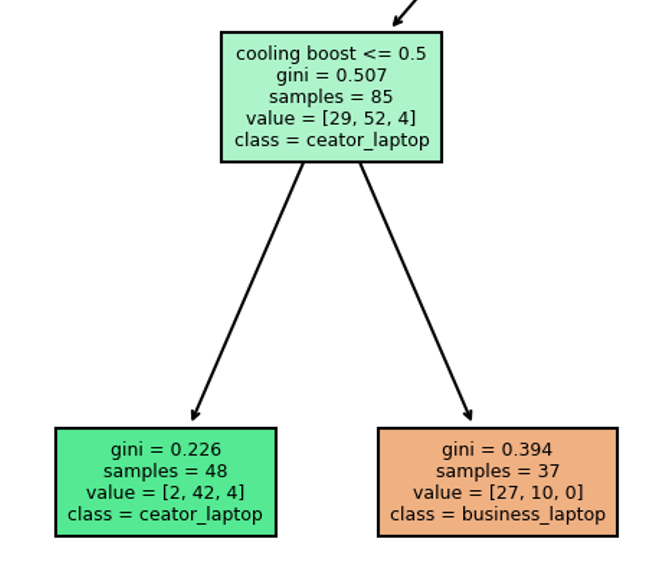 cooling boost <= 0.5
gini = 0.507
samples = 85
value = [29, 52, 4]
class = ceator_laptop
gini = 0.226
samples = 48
value = [2, 42, 4]
class = ceator_laptop
gini = 0.394
samples = 37
value = [27, 10, 0]
class = business_laptop